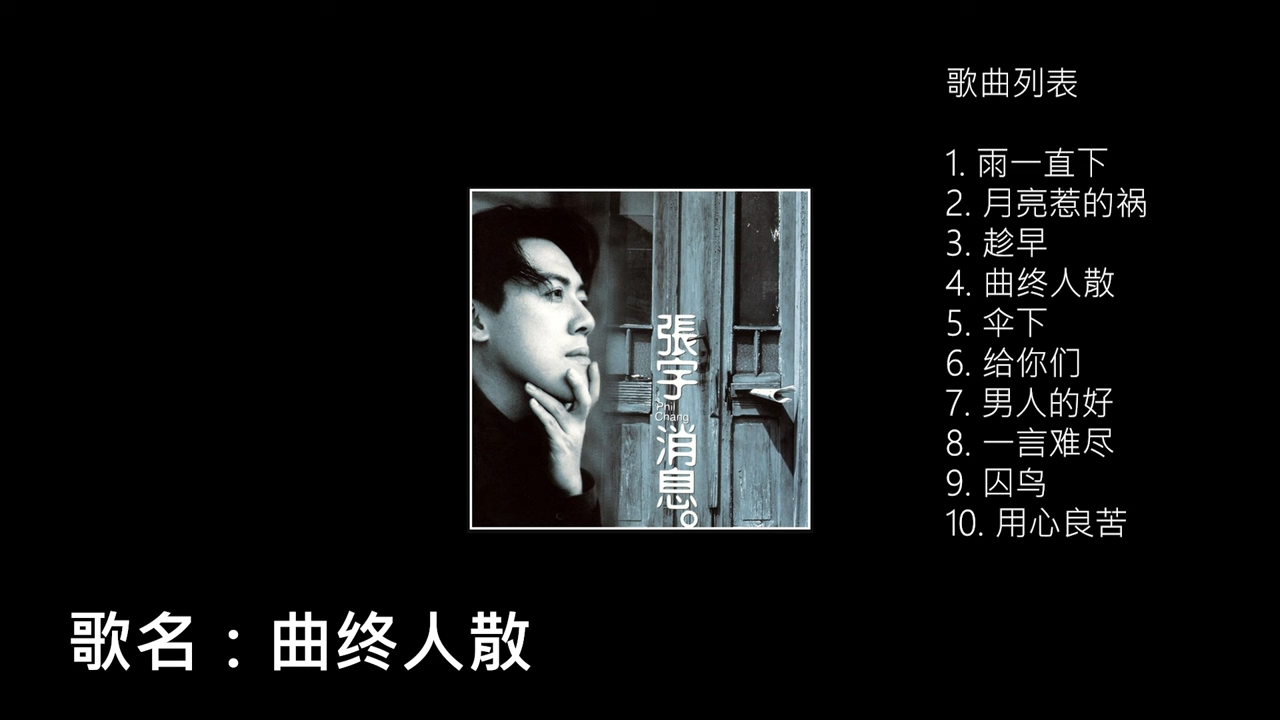 歌曲列表
1. 雨一直下
2. 月亮惹的祸
3. 趁早
4. 曲终人散
5. 伞下
6. 给你们
7. 男人的好
8. 一言难尽
9. 囚鸟
10. 用心良苦
張宇
Phil
Chang
消息。
歌名：曲终人散